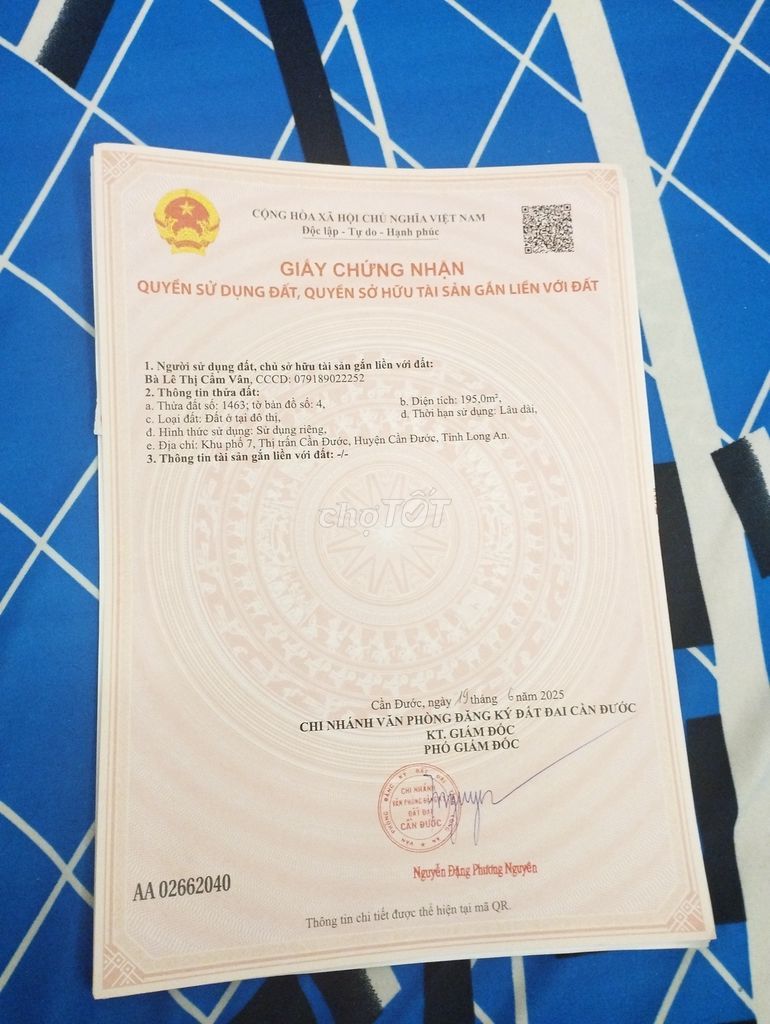 CỘNG HÒA XÃ HỘI CHỦ NGHĨA VIỆT NAM
Độc lập - Tự do - Hạnh phúc
GIẤY CHỨNG NHẬN
QUYỀN SỬ DỤNG ĐẤT, QUYỀN SỞ HỮU TÀI SẢN GẮN LIỀN VỚI ĐẤT
1. Người sử dụng đất, chủ sở hữu tài sản gắn liền với đất:
Bà Lê Thị Cẩm Vân, CCCD: 079189022252
2. Thông tin thửa đất:
a. Thửa đất số: 1463; tờ bản đồ số: 4, b. Diện tích: 195,0m²,
c. Loại đất: Đất ở tại đô thị, d. Thời hạn sử dụng: Lâu dài,
đ. Hình thức sử dụng: Sử dụng riêng,
e. Địa chỉ: Khu phố 7, Thị trấn Cần Đước, Huyện Cần Đước, Tỉnh Long An.
3. Thông tin tài sản gắn liền với đất: -/-
chợTỐT
Cần Đước, ngày 19 tháng 6 năm 2025
CHI NHÁNH VĂN PHÒNG ĐĂNG KÝ ĐẤT ĐAI CẦN ĐƯỚC
KT. GIÁM ĐỐC
PHÓ GIÁM ĐỐC
CHI NHÁNH
VĂN PHÒNG ĐĂNG KÝ
ĐẤT ĐAI
CẦN ĐƯỚC
Nguyễn Đặng Phương Nguyên
AA 02662040
Thông tin chi tiết được thể hiện tại mã QR.